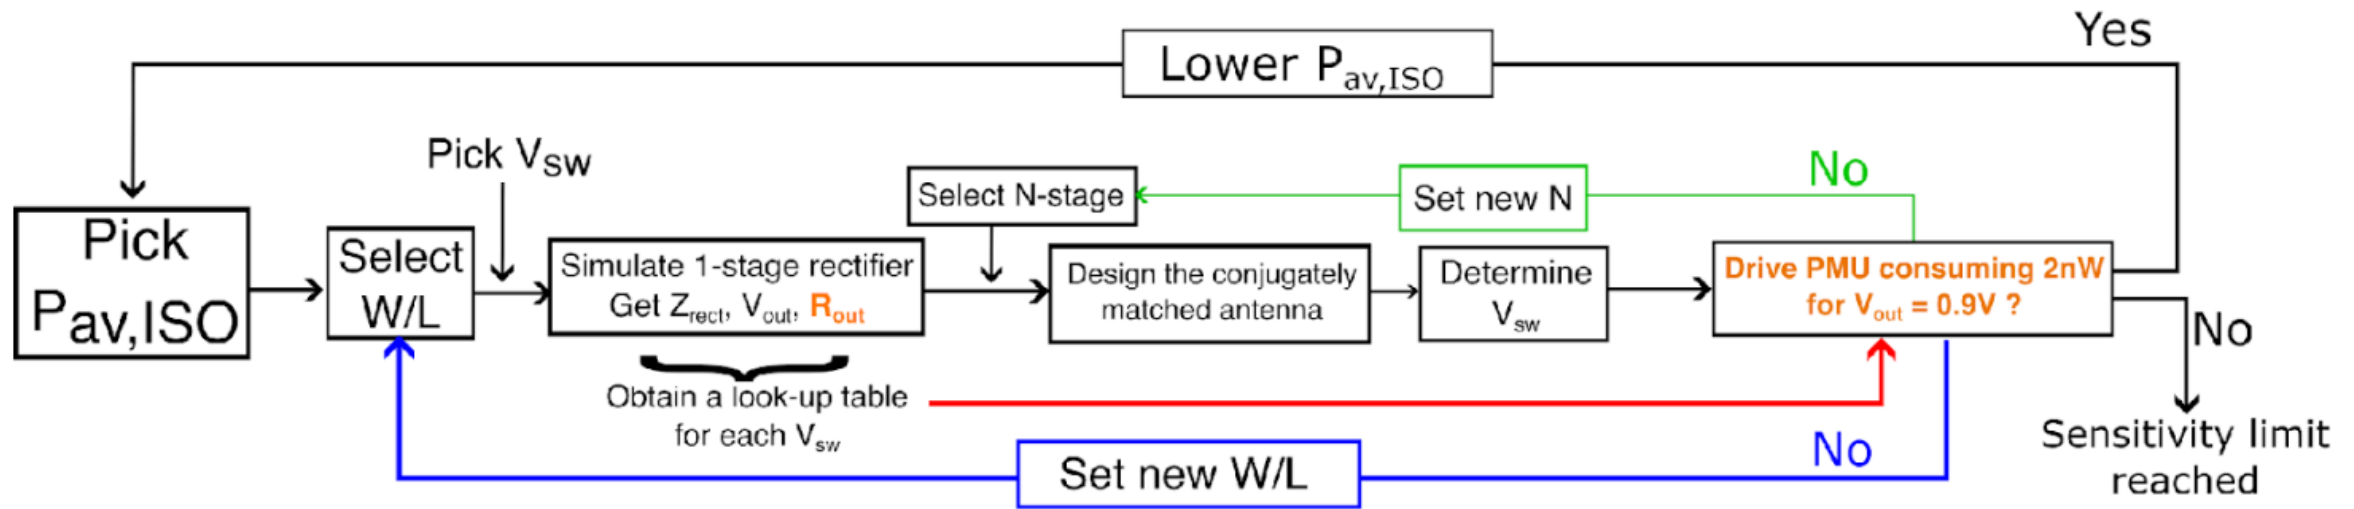 Yes
Lower Pav,ISO
Pick VSW
No
Select N-stage
Set new N
Pick
Pav,ISO
Select
W/L
Simulate 1-stage rectifier
Get Zrect, Vout, Rout
Design the conjugately
matched antenna
Determine
Vsw
Drive PMU consuming 2nW
for Vout = 0.9V ?
No
Obtain a look-up table
for each Vsw
Sensitivity limit
reached
No
Set new W/L